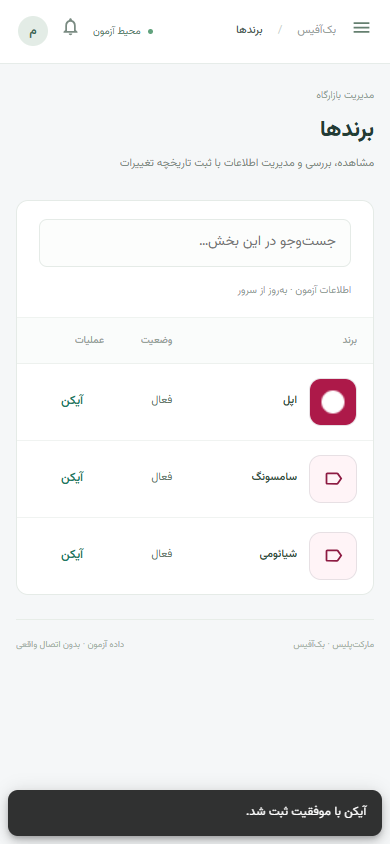 بک‌آفیس / برندها
محیط آزمون
م
مدیریت بازارگاه
برندها
مشاهده، بررسی و مدیریت اطلاعات با ثبت تاریخچه تغییرات
جست‌وجو در این بخش...
اطلاعات آزمون · به‌روز از سرور
برند وضعیت عملیات
اپل فعال آیکن
سامسونگ فعال آیکن
شیائومی فعال آیکن
مارکت‌پلیس · بک‌آفیس
داده آزمون · بدون اتصال واقعی
آیکن با موفقیت ثبت شد.